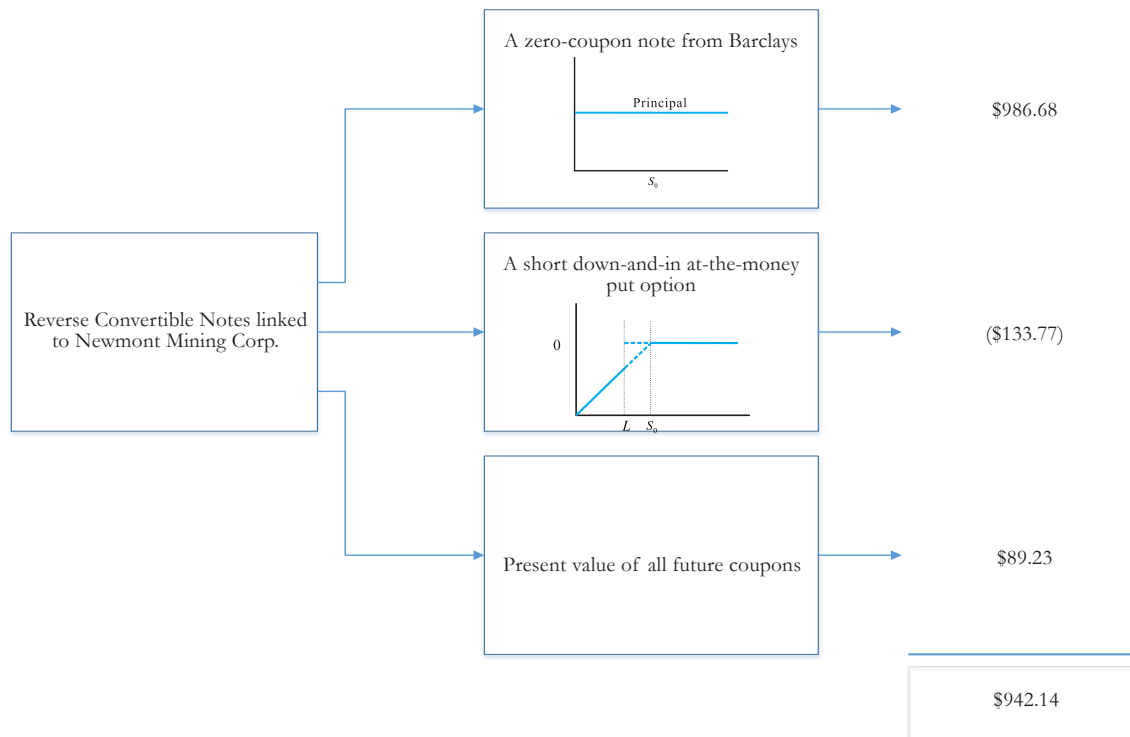 A zero-coupon note from Barclays
Principal
S0
$986.68
Reverse Convertible Notes linked
to Newmont Mining Corp.
A short down-and-in at-the-money
put option
0
L S0
($133.77)
Present value of all future coupons
$89.23
$942.14